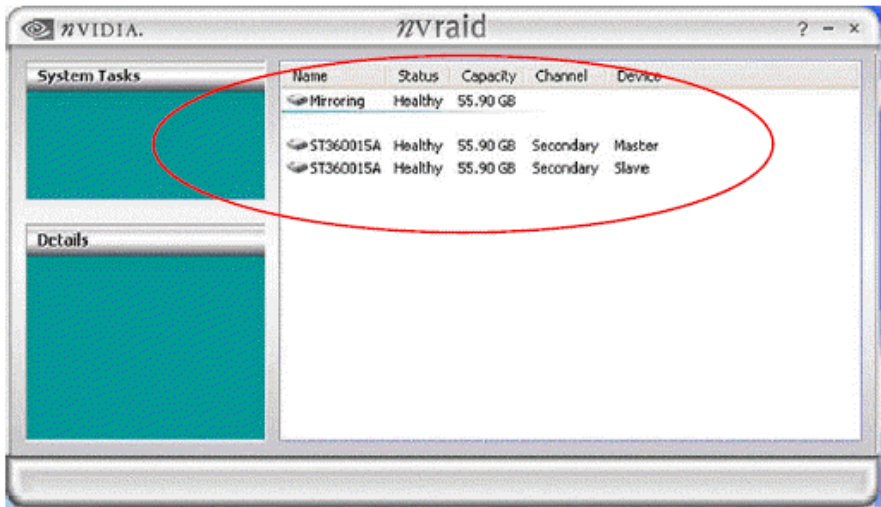 nVIDIA. nvraid ? - x
System Tasks
Name Status Capacity Channel Device
Mirroring Healthy 55.90 GB
ST360015A Healthy 55.90 GB Secondary Master
ST360015A Healthy 55.90 GB Secondary Slave
Details